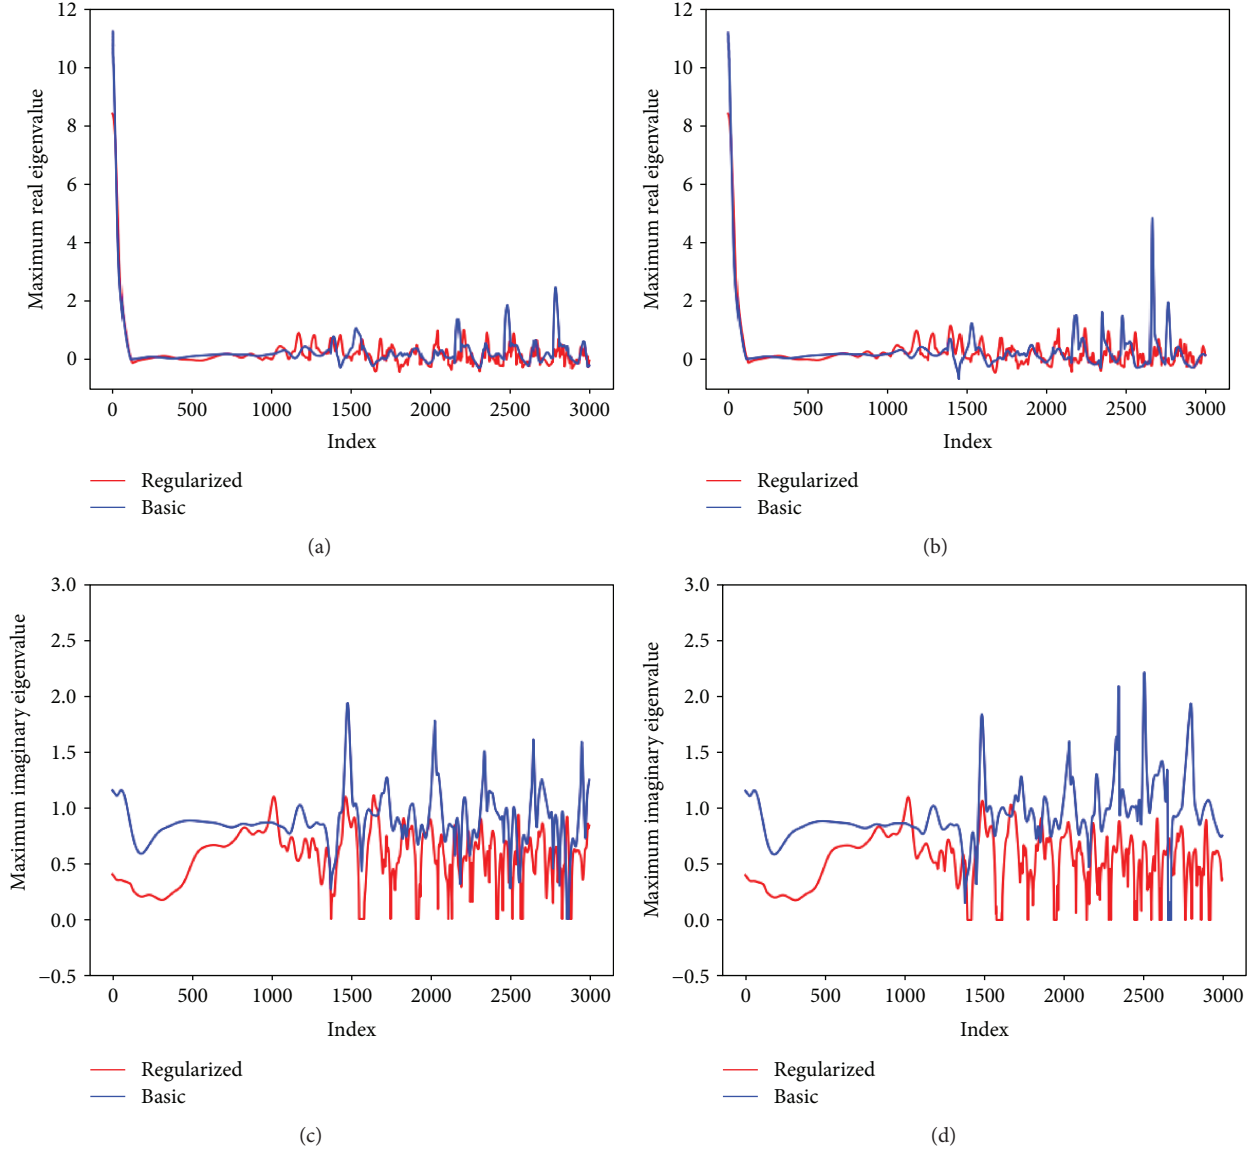 12
10
8
6
4
2
0
Maximum real eigenvalue
0 500 1000 1500 2000 2500 3000
Index
Regularized
Basic
(a)
12
10
8
6
4
2
0
Maximum real eigenvalue
0 500 1000 1500 2000 2500 3000
Index
Regularized
Basic
(b)
3.0
2.5
2.0
1.5
1.0
0.5
0.0
−0.5
Maximum imaginary eigenvalue
0 500 1000 1500 2000 2500 3000
Index
Regularized
Basic
(c)
3.0
2.5
2.0
1.5
1.0
0.5
0.0
−0.5
Maximum imaginary eigenvalue
0 500 1000 1500 2000 2500 3000
Index
Regularized
Basic
(d)